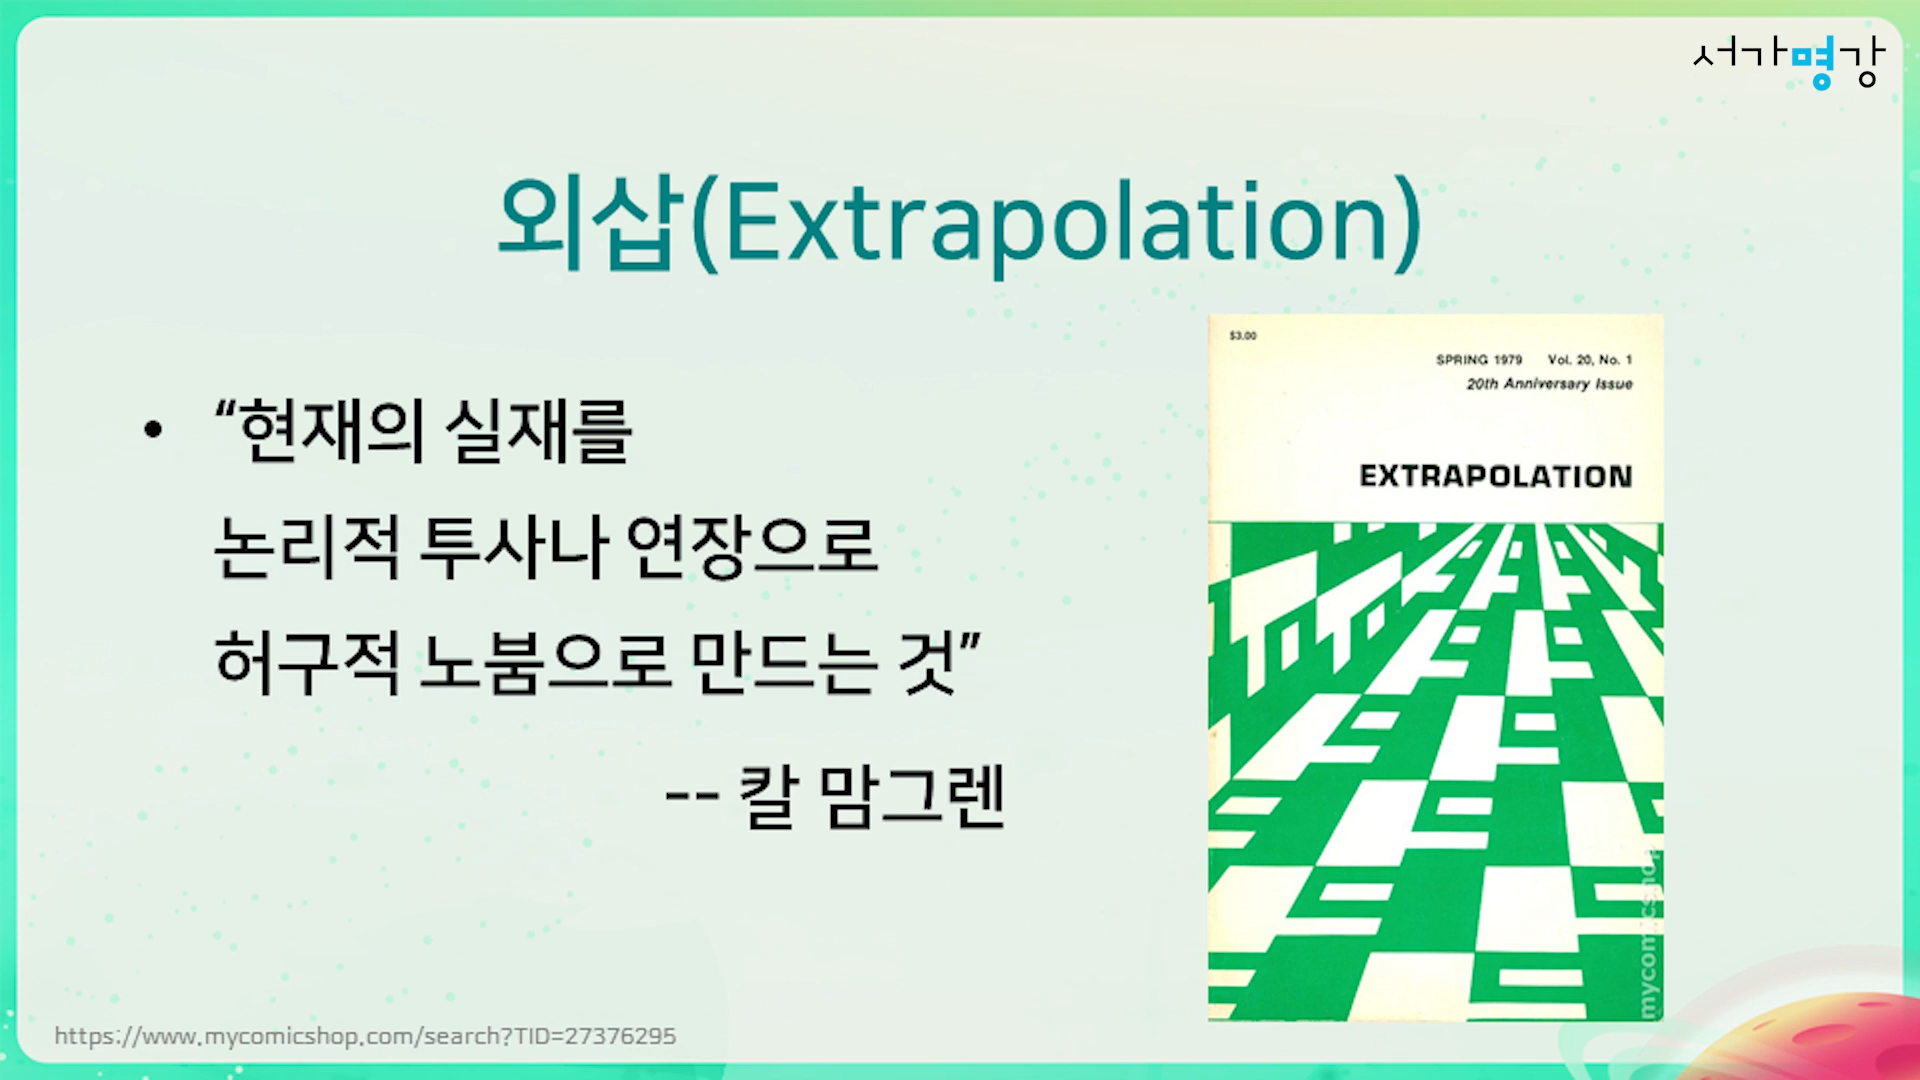 서가명강
외삽(Extrapolation)
• “현재의 실재를
논리적 투사나 연장으로
허구적 노붐으로 만드는 것”
-- 칼 맘그렌
$3.00
SPRING 1979 Vol. 20, No. 1
20th Anniversary Issue
EXTRAPOLATION
mycomicshop
https://www.mycomicshop.com/search?TID=27376295